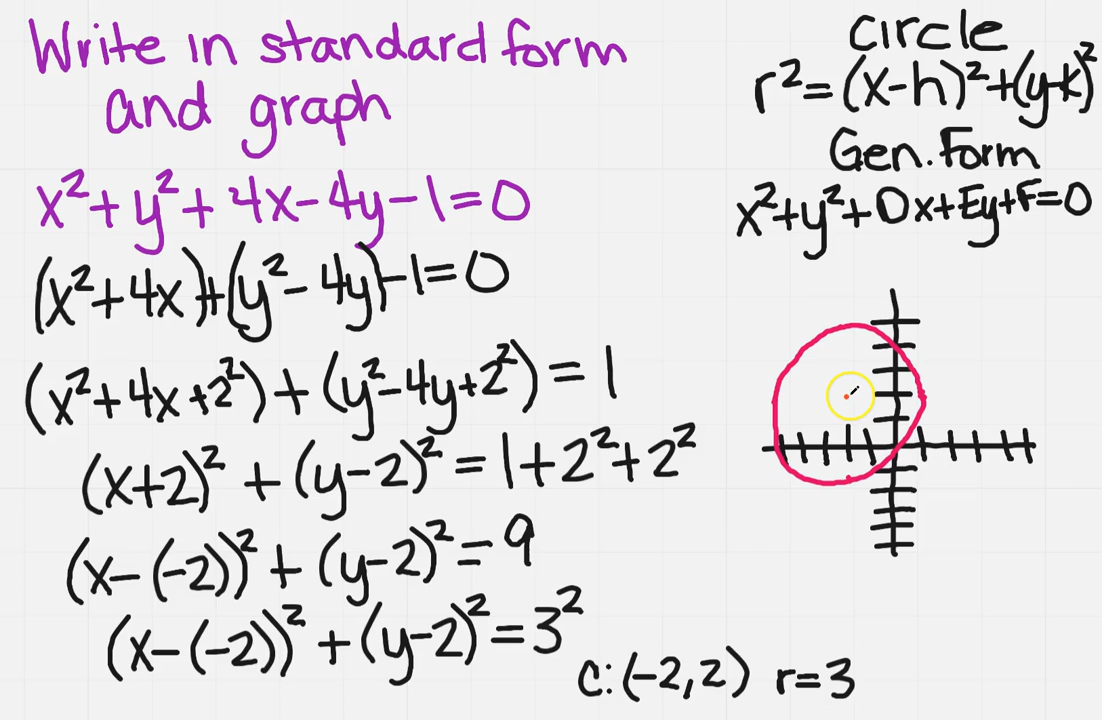 Write in standard form
and graph
x²+y²+4x-4y-1=0
(x²+4x)+(y²-4y)-1=0
(x²+4x+2²)+(y²-4y+2²)=1
(x+2)²+(y-2)²=1+2²+2²
(x-(-2))²+(y-2)²=9
(x-(-2))²+(y-2)²=3²
c:(-2,2) r=3
circle
r²=(x-h)²+(y-k)²
Gen. Form
x²+y²+Dx+Ey+F=0